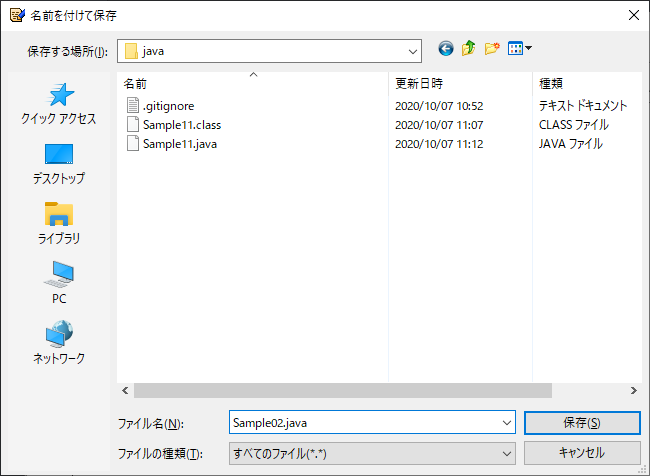 名前を付けて保存
保存する場所(I): java
名前 更新日時 種類
.gitignore 2020/10/07 10:52 テキスト ドキュメント
Sample11.class 2020/10/07 11:07 CLASS ファイル
Sample11.java 2020/10/07 11:12 JAVA ファイル
クイック アクセス
デスクトップ
ライブラリ
PC
ネットワーク
ファイル名(N): Sample02.java 保存(S)
ファイルの種類(T): すべてのファイル(*.*) キャンセル